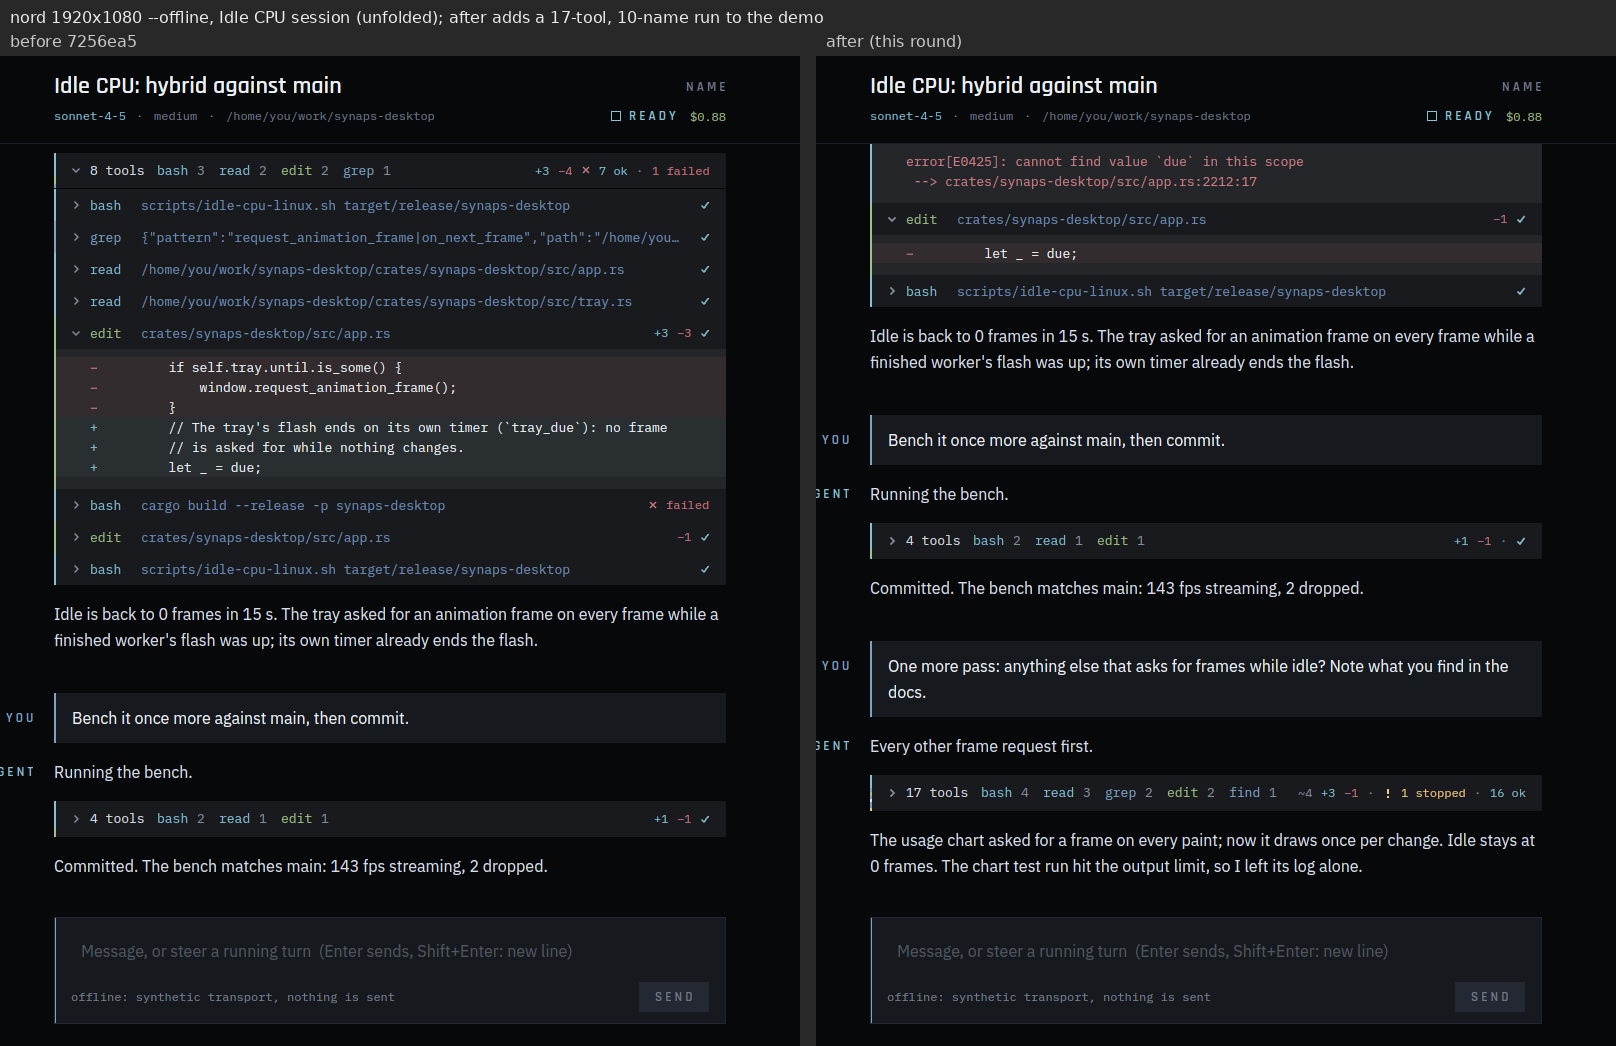 nord 1920x1080 --offline, Idle CPU session (unfolded); after adds a 17-tool, 10-name run to the demo
before 7256ea5
Idle CPU: hybrid against main
NAME
sonnet-4-5 · medium · /home/you/work/synaps-desktop
READY $0.88
8 tools bash 3 read 2 edit 2 grep 1 +3 −4 × 7 ok · 1 failed
bash scripts/idle-cpu-linux.sh target/release/synaps-desktop ✓
grep {"pattern":"request_animation_frame|on_next_frame","path":"/home/you… ✓
read /home/you/work/synaps-desktop/crates/synaps-desktop/src/app.rs ✓
read /home/you/work/synaps-desktop/crates/synaps-desktop/src/tray.rs ✓
edit crates/synaps-desktop/src/app.rs +3 −3 ✓
− if self.tray.until.is_some() {
− window.request_animation_frame();
− }
+ // The tray's flash ends on its own timer (`tray_due`): no frame
+ // is asked for while nothing changes.
+ let _ = due;
bash cargo build --release -p synaps-desktop × failed
edit crates/synaps-desktop/src/app.rs −1 ✓
bash scripts/idle-cpu-linux.sh target/release/synaps-desktop ✓
Idle is back to 0 frames in 15 s. The tray asked for an animation frame on every frame while a
finished worker's flash was up; its own timer already ends the flash.
YOU
Bench it once more against main, then commit.
GENT
Running the bench.
4 tools bash 2 read 1 edit 1 +1 −1 ✓
Committed. The bench matches main: 143 fps streaming, 2 dropped.
Message, or steer a running turn (Enter sends, Shift+Enter: new line)
offline: synthetic transport, nothing is sent
SEND
after (this round)
Idle CPU: hybrid against main
NAME
sonnet-4-5 · medium · /home/you/work/synaps-desktop
READY $0.88
error[E0425]: cannot find value `due` in this scope
--> crates/synaps-desktop/src/app.rs:2212:17
edit crates/synaps-desktop/src/app.rs −1 ✓
− let _ = due;
bash scripts/idle-cpu-linux.sh target/release/synaps-desktop ✓
Idle is back to 0 frames in 15 s. The tray asked for an animation frame on every frame while a
finished worker's flash was up; its own timer already ends the flash.
YOU
Bench it once more against main, then commit.
GENT
Running the bench.
4 tools bash 2 read 1 edit 1 +1 −1 · ✓
Committed. The bench matches main: 143 fps streaming, 2 dropped.
YOU
One more pass: anything else that asks for frames while idle? Note what you find in the
docs.
GENT
Every other frame request first.
17 tools bash 4 read 3 grep 2 edit 2 find 1 ~4 +3 −1 · ! 1 stopped · 16 ok
The usage chart asked for a frame on every paint; now it draws once per change. Idle stays at
0 frames. The chart test run hit the output limit, so I left its log alone.
Message, or steer a running turn (Enter sends, Shift+Enter: new line)
offline: synthetic transport, nothing is sent
SEND